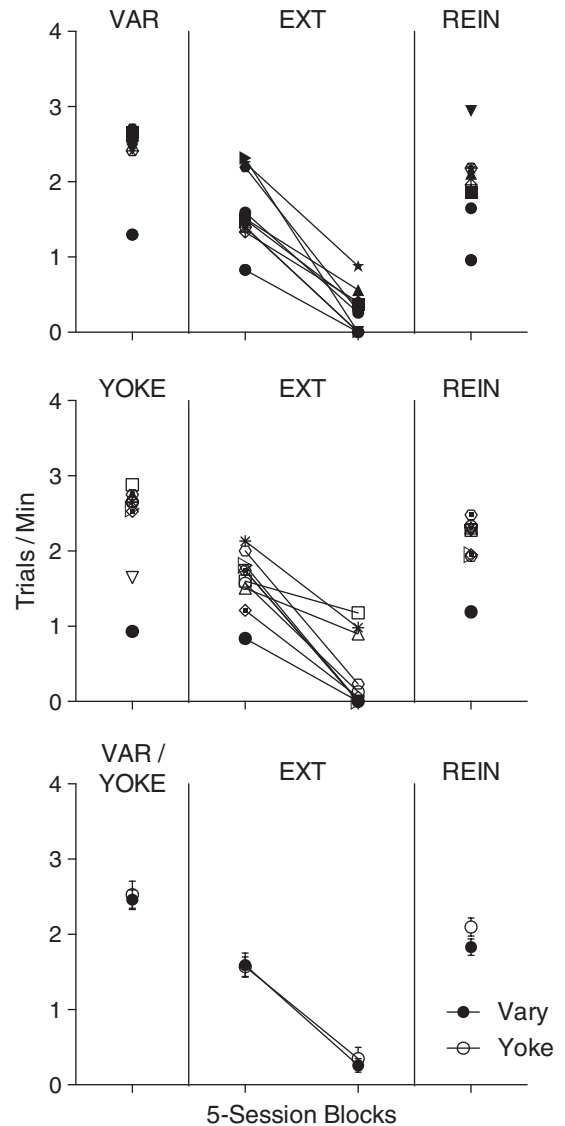 VAR EXT REIN
4
3
2
1
0
YOKE EXT REIN
4
3
2
1
0
Trials / Min
VAR /
YOKE EXT REIN
4
3
2
1
0
Vary
Yoke
5-Session Blocks